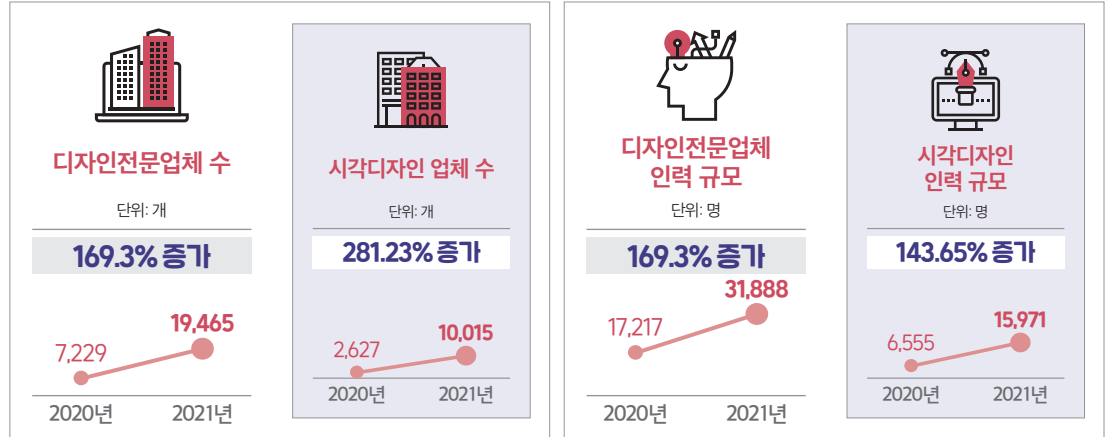 디자인전문업체 수
단위: 개
169.3% 증가
7,229
19,465
2020년
2021년
시각디자인 업체 수
단위: 개
281.23% 증가
2,627
10,015
2020년
2021년
디자인전문업체
인력 규모
단위: 명
169.3% 증가
17,217
31,888
2020년
2021년
시각디자인
인력 규모
단위: 명
143.65% 증가
6,555
15,971
2020년
2021년